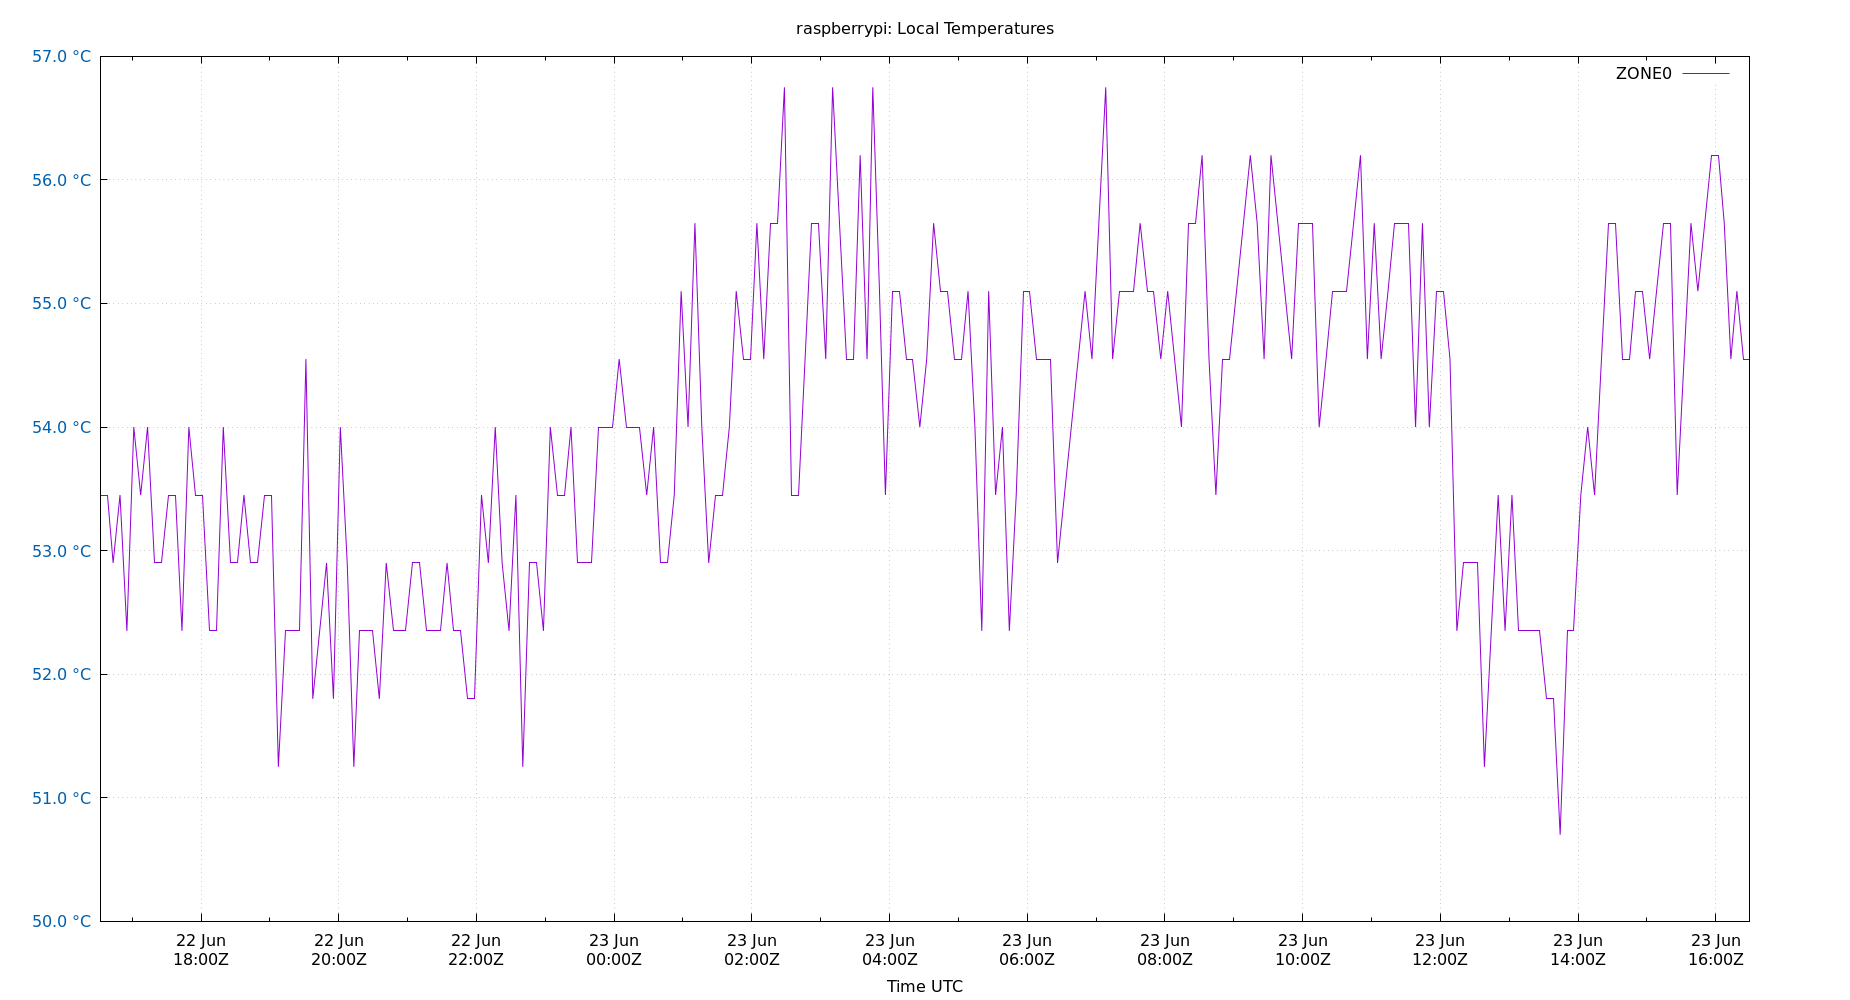 raspberrypi: Local Temperatures
57.0 °C
ZONE0
56.0 °C
55.0 °C
54.0 °C
53.0 °C
52.0 °C
51.0 °C
50.0 °C
22 Jun 22 Jun 22 Jun 23 Jun 23 Jun 23 Jun 23 Jun 23 Jun 23 Jun 23 Jun 23 Jun 23 Jun
18:00Z 20:00Z 22:00Z 00:00Z 02:00Z 04:00Z 06:00Z 08:00Z 10:00Z 12:00Z 14:00Z 16:00Z
Time UTC